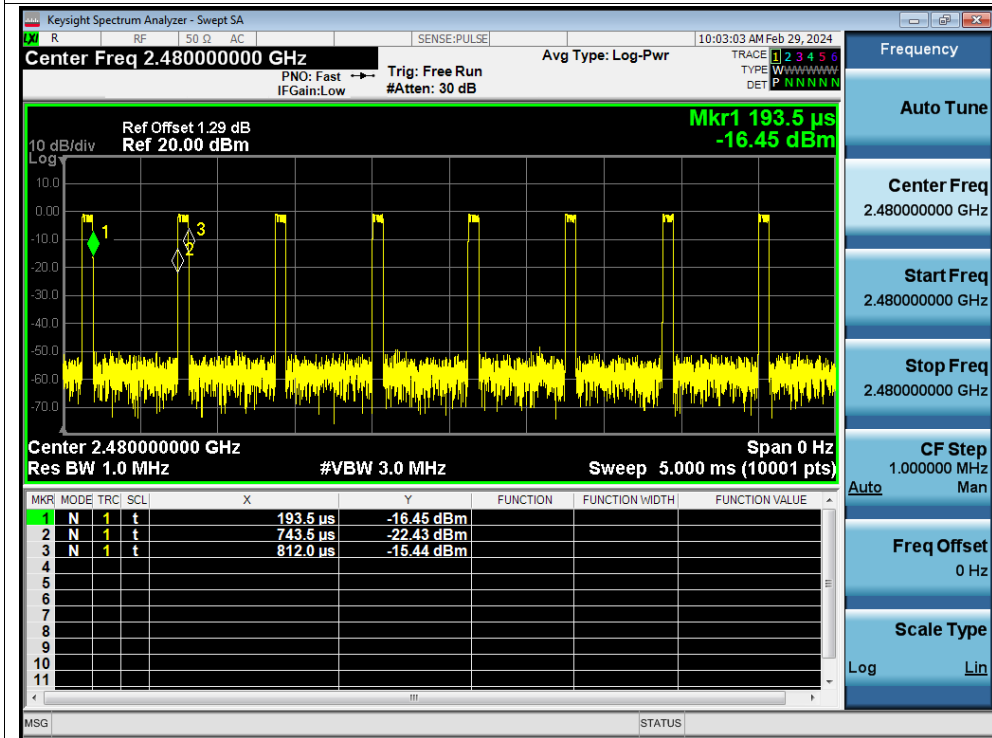 Keysight Spectrum Analyzer - Swept SA
LXI R RF 50 Ω AC SENSE:PULSE 10:03:03 AM Feb 29, 2024
Center Freq 2.480000000 GHz Avg Type: Log-Pwr TRACE 1 2 3 4 5 6
PNO: Fast Trig: Free Run TYPE WWWWWW
IFGain:Low #Atten: 30 dB DET P N N N N N
Mkr1 193.5 µs
-16.45 dBm
Ref Offset 1.29 dB
10 dB/div Ref 20.00 dBm
Log
10.0
0.00
-10.0
-20.0
-30.0
-40.0
-50.0
-60.0
-70.0
1
2
3
Center 2.480000000 GHz Span 0 Hz
Res BW 1.0 MHz #VBW 3.0 MHz Sweep 5.000 ms (10001 pts)
MKR MODE TRC SCL X Y FUNCTION FUNCTION WIDTH FUNCTION VALUE
1 N 1 t 193.5 µs -16.45 dBm
2 N 1 t 743.5 µs -22.43 dBm
3 N 1 t 812.0 µs -15.44 dBm
4
5
6
7
8
9
10
11
MSG STATUS
Frequency
Auto Tune
Center Freq
2.480000000 GHz
Start Freq
2.480000000 GHz
Stop Freq
2.480000000 GHz
CF Step
1.000000 MHz
Auto Man
Freq Offset
0 Hz
Scale Type
Log Lin